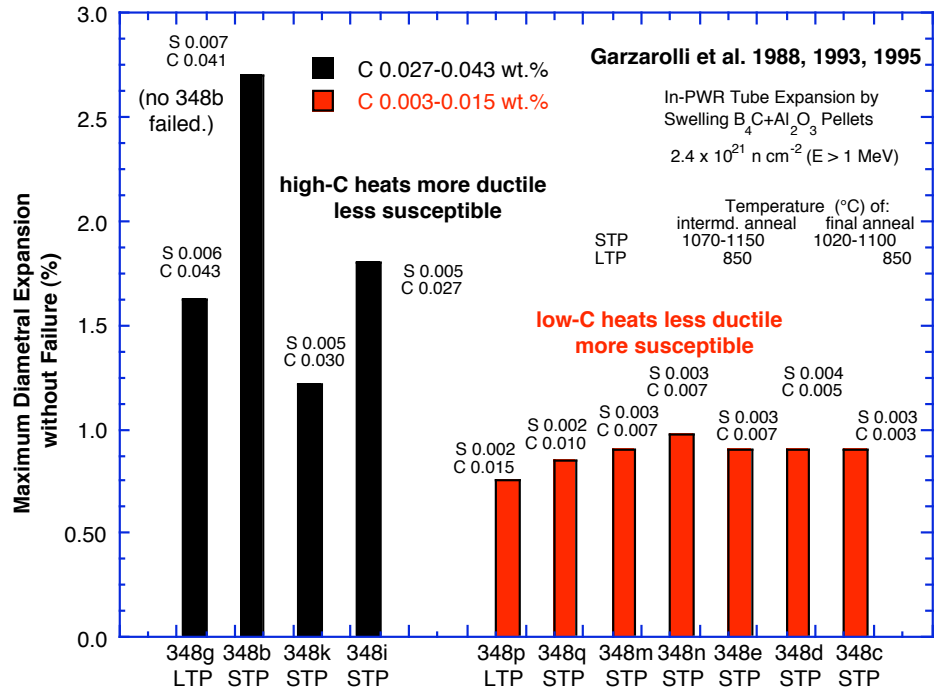 Maximum Diametral Expansion
without Failure (%)
3.0
2.5
2.0
1.5
1.0
0.50
0.0
S 0.007
C 0.041
(no 348b
failed.)
C 0.027-0.043 wt.%
C 0.003-0.015 wt.%
Garzarolli et al. 1988, 1993, 1995
In-PWR Tube Expansion by
Swelling B₄C+Al₂O₃ Pellets
2.4 x 10²¹ n cm⁻² (E > 1 MeV)
high-C heats more ductile
less susceptible
Temperature (°C) of:
intermd. anneal final anneal
STP 1070-1150 1020-1100
LTP 850 850
S 0.006
C 0.043
S 0.005
C 0.030
S 0.005
C 0.027
low-C heats less ductile
more susceptible
S 0.002
C 0.015
S 0.002
C 0.010
S 0.003
C 0.007
S 0.003
C 0.007
S 0.003
C 0.007
S 0.004
C 0.005
S 0.003
C 0.003
348g 348b 348k 348i 348p 348q 348m 348n 348e 348d 348c
LTP STP STP STP LTP STP STP STP STP STP STP